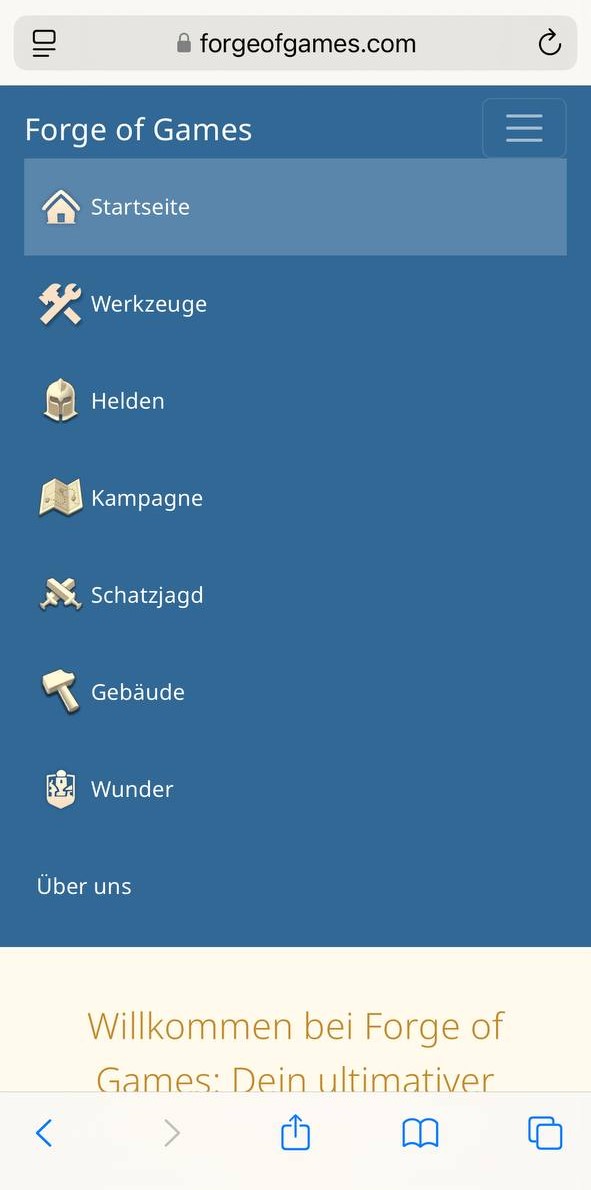 forgeofgames.com
Forge of Games
Startseite
Werkzeuge
Helden
Kampagne
Schatzjagd
Gebäude
Wunder
Über uns
Willkommen bei Forge of
Games: Dein ultimativer